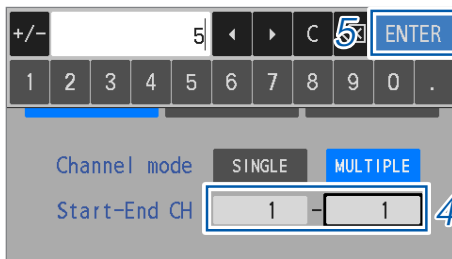 +/- 5 ◂ ▸ C 5 ENTER
1 2 3 4 5 6 7 8 9 0 .
Channel mode SINGLE MULTIPLE
Start-End CH 1 - 1 4